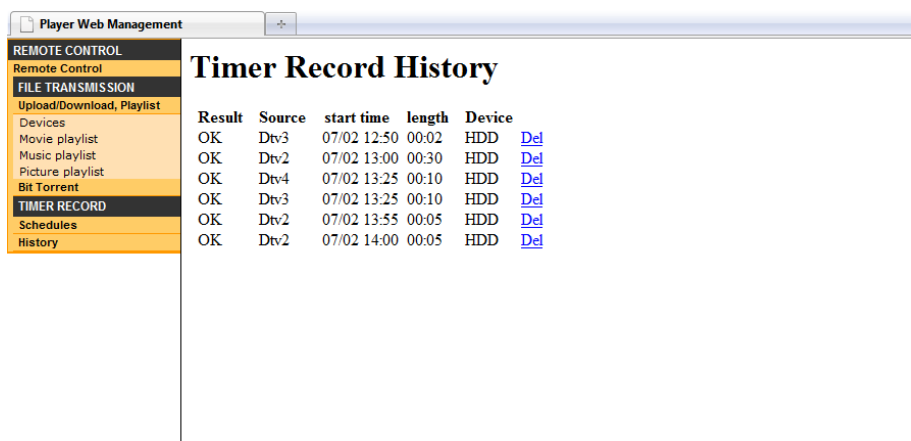 Player Web Management
REMOTE CONTROL
Remote Control
FILE TRANSMISSION
Upload/Download, Playlist
Devices
Movie playlist
Music playlist
Picture playlist
Bit Torrent
TIMER RECORD
Schedules
History
Timer Record History
Result Source start time length Device
OK Dtv3 07/02 12:50 00:02 HDD Del
OK Dtv2 07/02 13:00 00:30 HDD Del
OK Dtv4 07/02 13:25 00:10 HDD Del
OK Dtv3 07/02 13:25 00:10 HDD Del
OK Dtv2 07/02 13:55 00:05 HDD Del
OK Dtv2 07/02 14:00 00:05 HDD Del